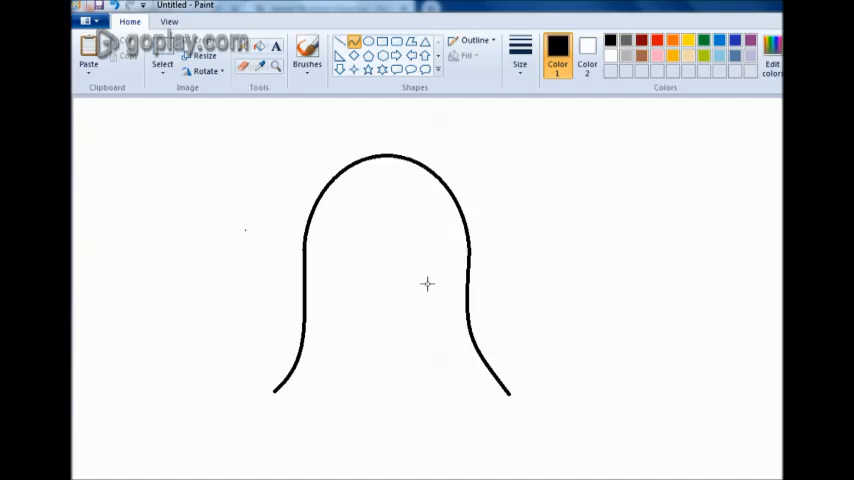 Untitled - Paint
Home
View
goplay.com
Paste
Copy
Select
Resize
Rotate
Brushes
Outline
Fill
Size
Color 1
Color 2
Edit colors
Clipboard
Image
Tools
Shapes
Colors